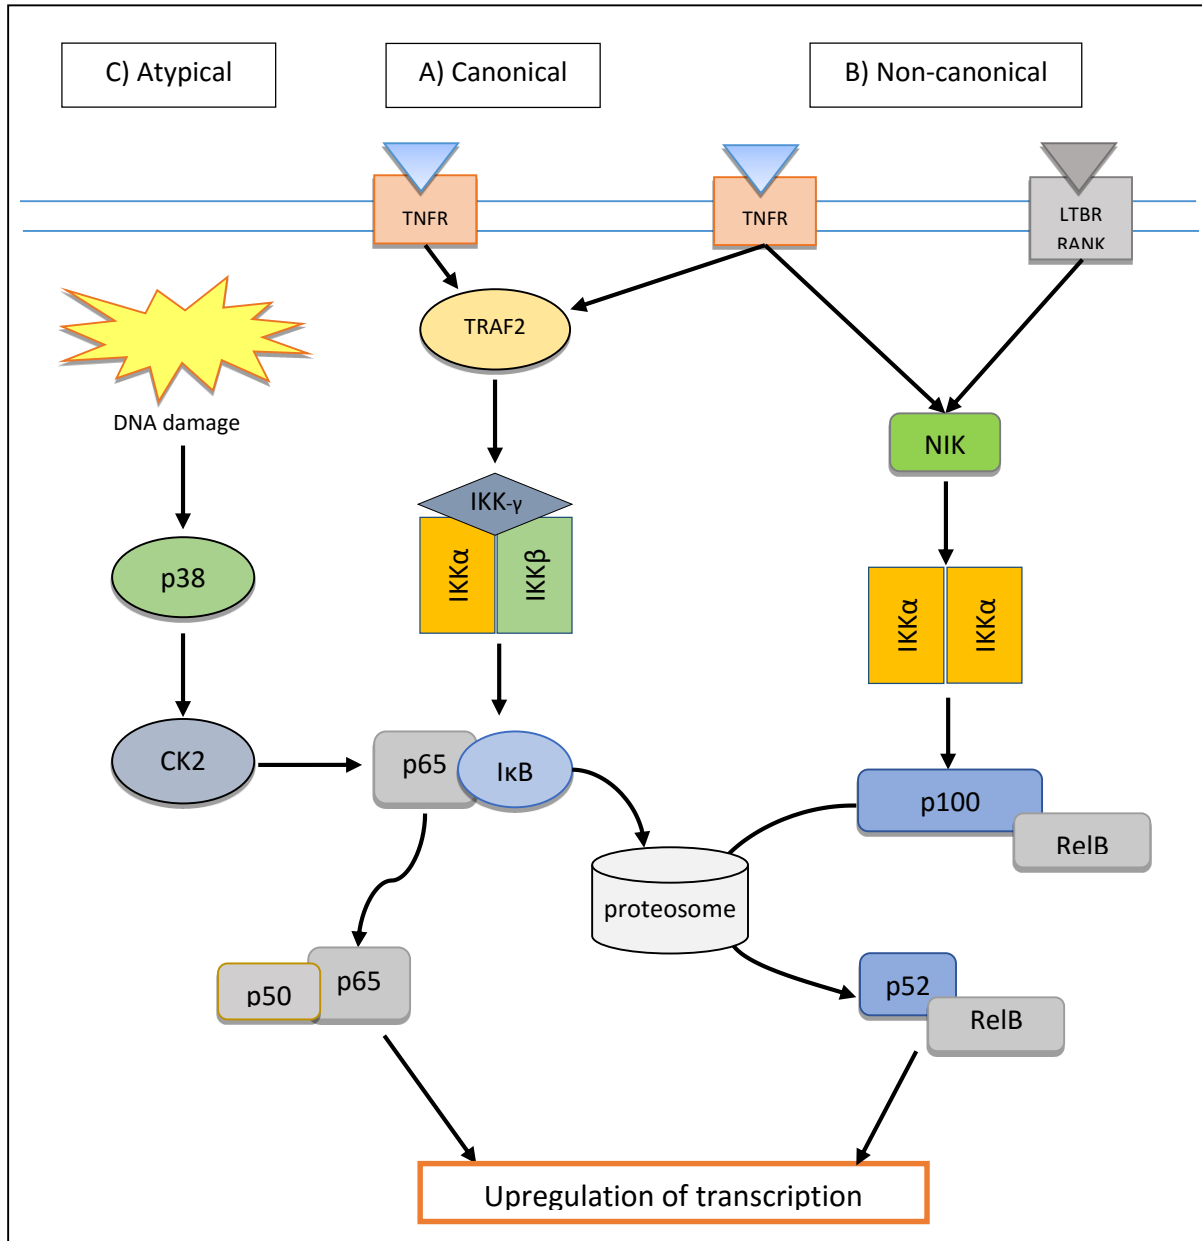 C) Atypical
A) Canonical
B) Non-canonical
TNFR
TNFR
LTBR
RANK
TRAF2
DNA damage
NIK
IKK-γ
IKKα
IKKβ
p38
IKKα
IKKα
CK2
p65
IκB
p100
RelB
proteosome
p50
p65
p52
RelB
Upregulation of transcription